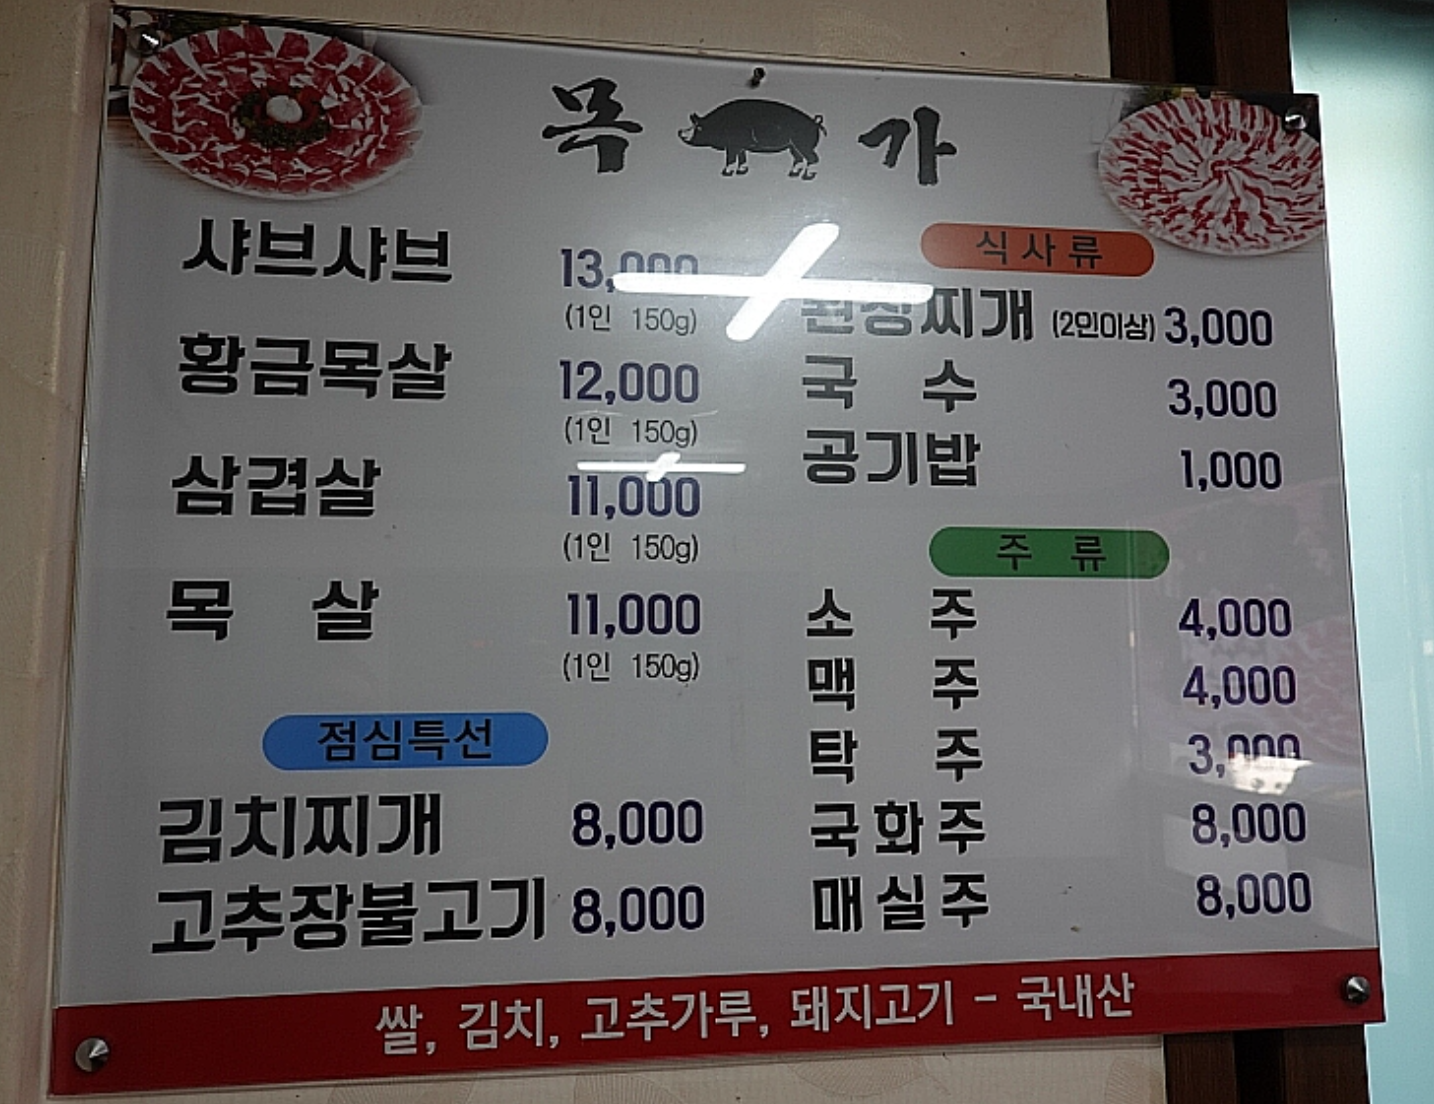 목 가
샤브샤브 13,000
(1인 150g)
황금목살 12,000
(1인 150g)
삼겹살 11,000
(1인 150g)
목 살 11,000
(1인 150g)
점심특선
김치찌개 8,000
고추장불고기 8,000
식사류
된장찌개 (2인이상) 3,000
국 수 3,000
공기밥 1,000
주 류
소 주 4,000
맥 주 4,000
탁 주 3,000
국화주 8,000
매실주 8,000
쌀, 김치, 고추가루, 돼지고기 - 국내산